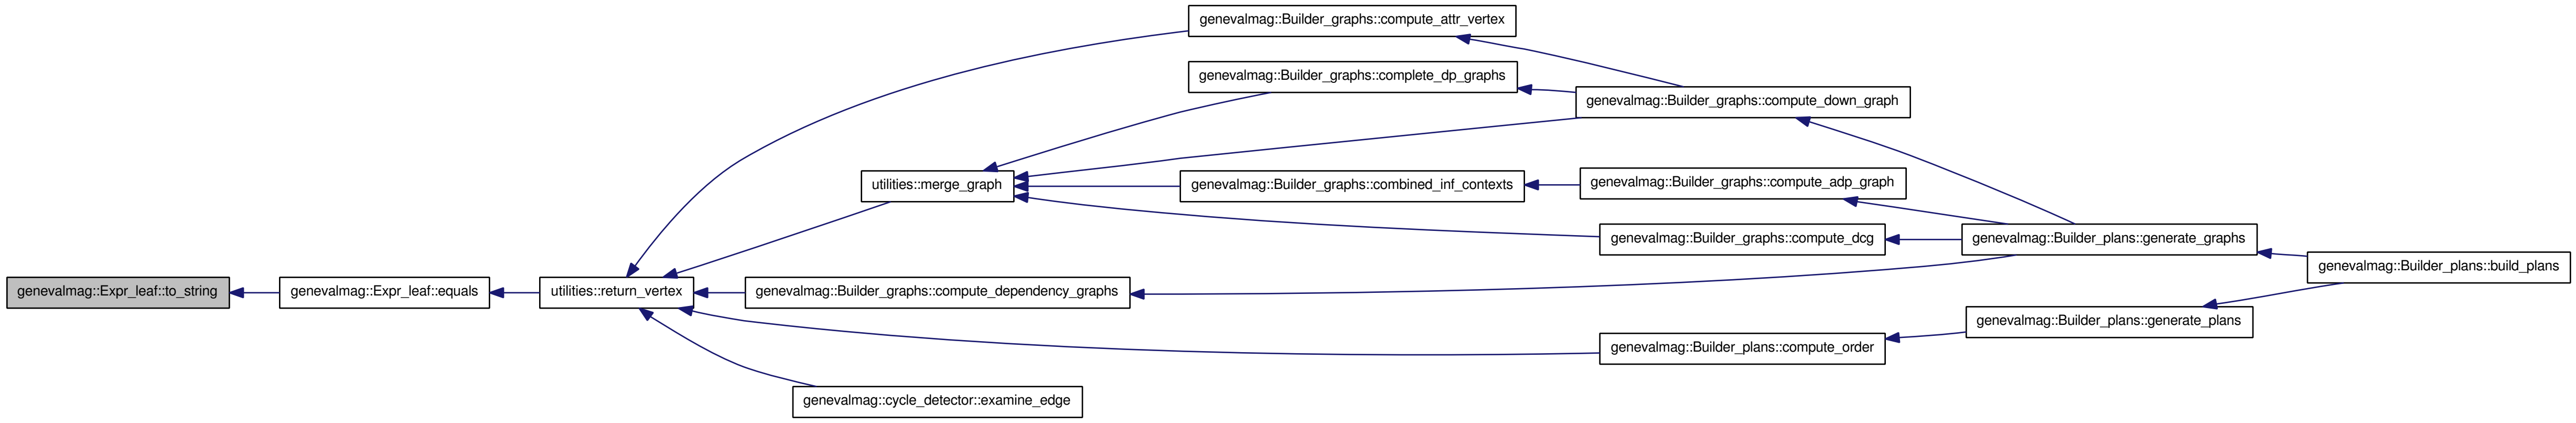 genevalmag::Builder_graphs::compute_attr_vertex
genevalmag::Builder_graphs::complete_dp_graphs
genevalmag::Builder_graphs::compute_down_graph
utilities::merge_graph
genevalmag::Builder_graphs::combined_inf_contexts
genevalmag::Builder_graphs::compute_adp_graph
genevalmag::Builder_graphs::compute_dcg
genevalmag::Builder_plans::generate_graphs
genevalmag::Builder_plans::build_plans
genevalmag::Expr_leaf::to_string
genevalmag::Expr_leaf::equals
utilities::return_vertex
genevalmag::Builder_graphs::compute_dependency_graphs
genevalmag::Builder_plans::generate_plans
genevalmag::Builder_plans::compute_order
genevalmag::cycle_detector::examine_edge